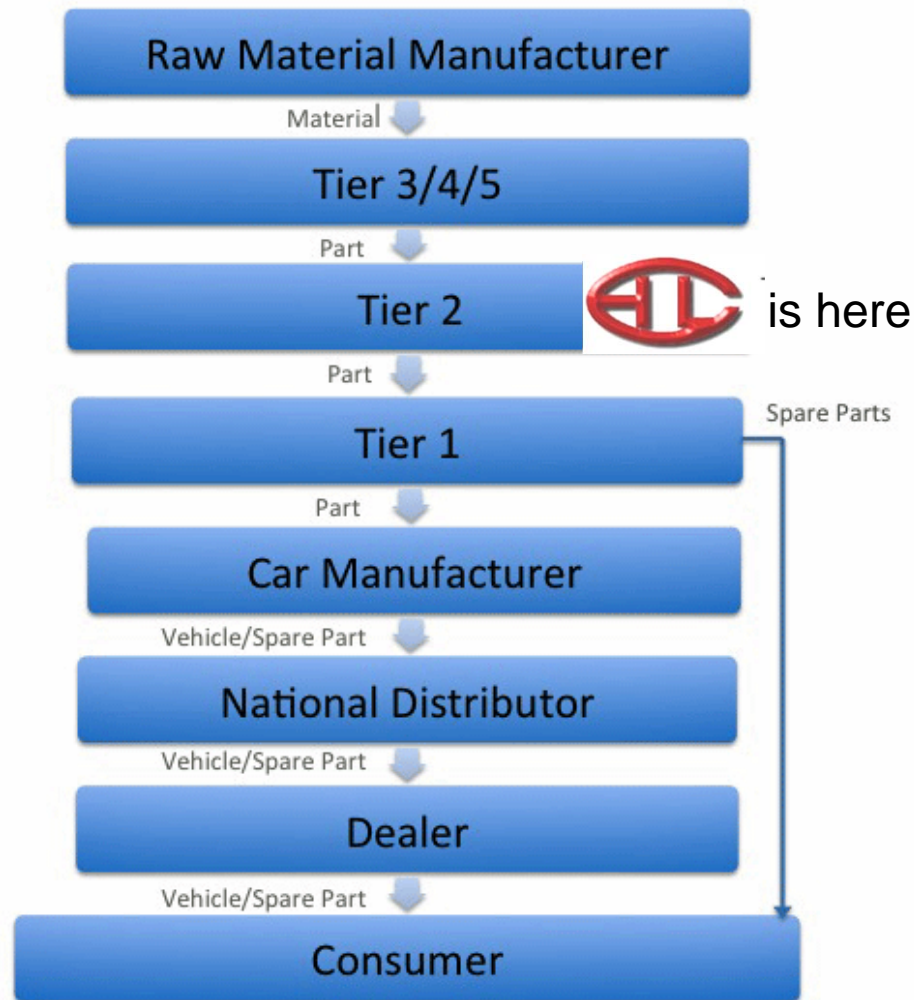 Raw Material Manufacturer
Material
Tier 3/4/5
Part
Tier 2
is here
Part
Tier 1
Spare Parts
Part
Car Manufacturer
Vehicle/Spare Part
National Distributor
Vehicle/Spare Part
Dealer
Vehicle/Spare Part
Consumer